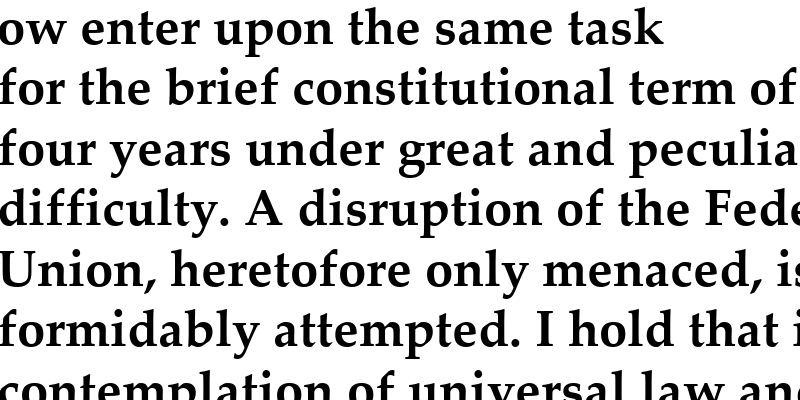 ow enter upon the same task
for the brief constitutional term of
four years under great and peculia
difficulty. A disruption of the Fede
Union, heretofore only menaced, is
formidably attempted. I hold that i
contemplation of universal law and